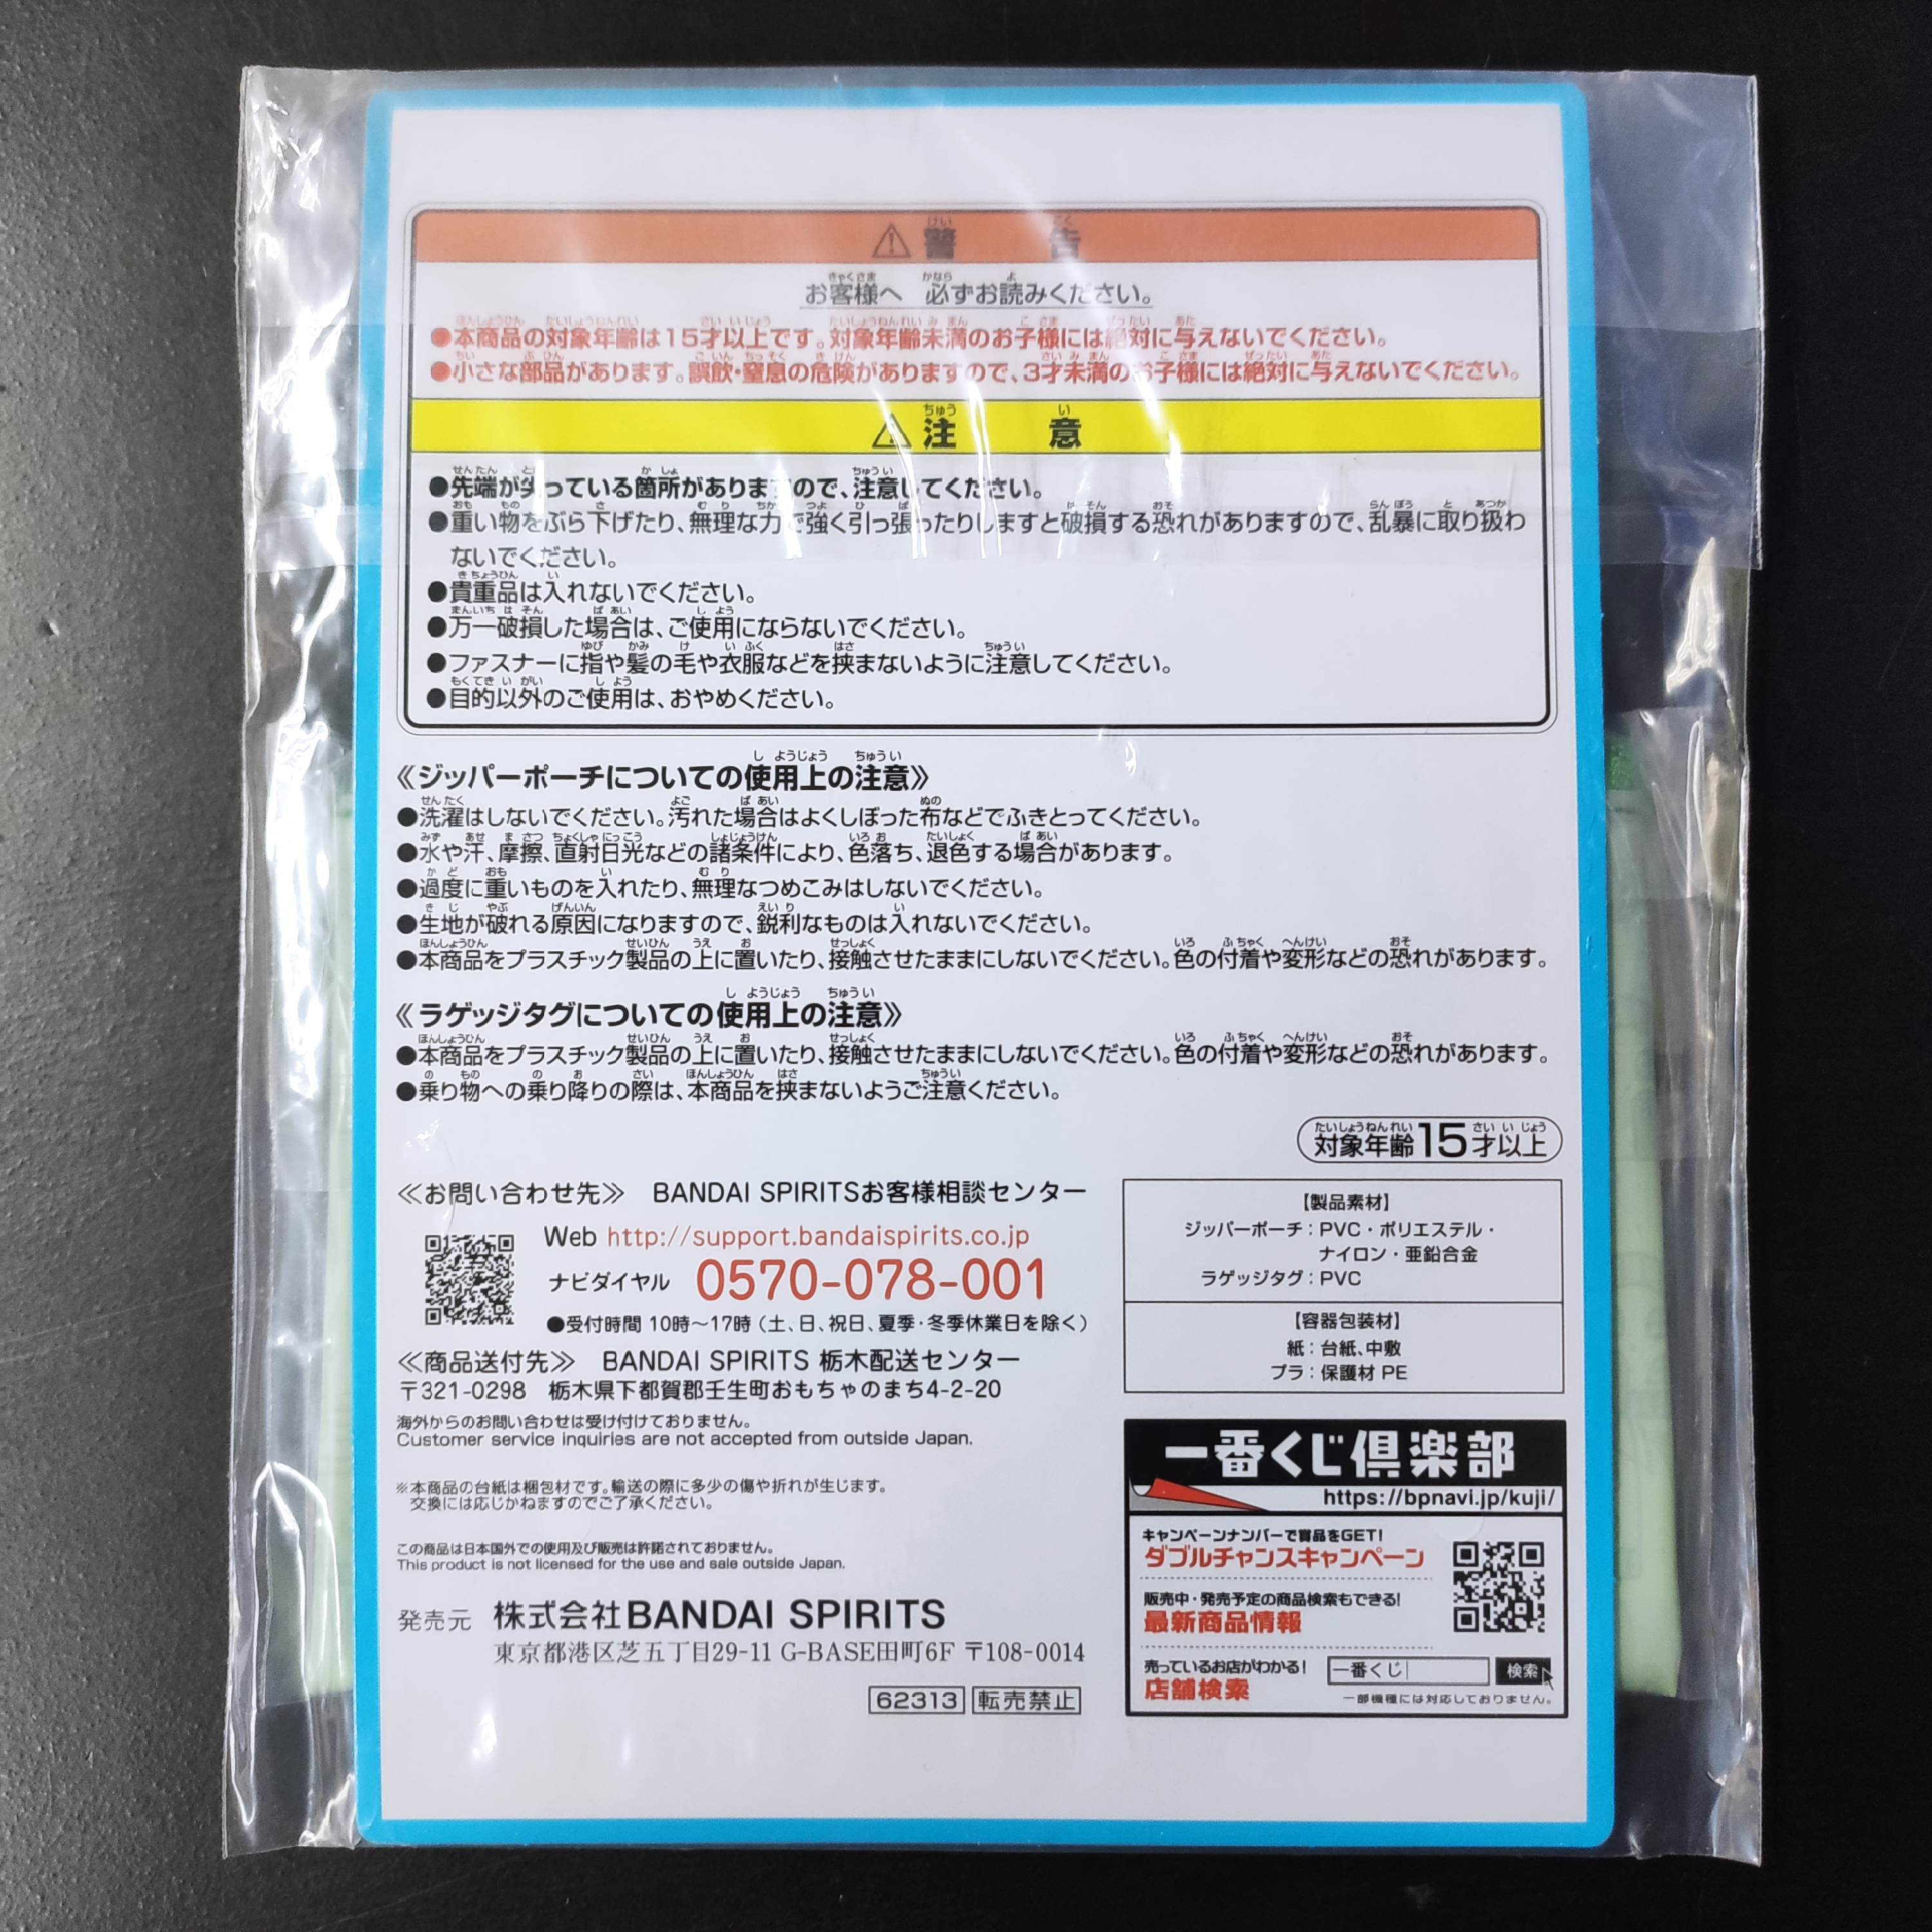 ⚠警告
お客様へ 必ずお読みください。
●本商品の対象年齢は15才以上です。対象年齢未満のお子様には絶対に与えないでください。
●小さな部品があります。誤飲・窒息の危険がありますので、3才未満のお子様には絶対に与えないでください。
⚠注意
●先端が尖っている箇所がありますので、注意してください。
●重い物をぶら下げたり、無理な力で強く引っ張ったりしますと破損する恐れがありますので、乱暴に取り扱わ
ないでください。
●貴重品は入れないでください。
●万一破損した場合は、ご使用にならないでください。
●ファスナーに指や髪の毛や衣服などを挟まないように注意してください。
●目的以外のご使用は、おやめください。
《ジッパーポーチについての使用上の注意》
●洗濯はしないでください。汚れた場合はよくしぼった布などでふきとってください。
●水や汗、摩擦、直射日光などの諸条件により、色落ち、退色する場合があります。
●過度に重いものを入れたり、無理なつめこみはしないでください。
●生地が破れる原因になりますので、鋭利なものは入れないでください。
●本商品をプラスチック製品の上に置いたり、接触させたままにしないでください。色の付着や変形などの恐れがあります。
《ラゲッジタグについての使用上の注意》
●本商品をプラスチック製品の上に置いたり、接触させたままにしないでください。色の付着や変形などの恐れがあります。
●乗り物への乗り降りの際は、本商品を挟まないようご注意ください。
対象年齢15才以上
≪お問い合わせ先≫ BANDAI SPIRITSお客様相談センター
Web http://support.bandaispirits.co.jp
ナビダイヤル 0570-078-001
●受付時間 10時～17時（土、日、祝日、夏季・冬季休業日を除く）
≪商品送付先≫ BANDAI SPIRITS 栃木配送センター
〒321-0298 栃木県下都賀郡壬生町おもちゃのまち4-2-20
海外からのお問い合わせは受け付けておりません。
Customer service inquiries are not accepted from outside Japan.
※本商品の台紙は梱包材です。輸送の際に多少の傷や折れが生じます。
交換には応じかねますのでご了承ください。
この商品は日本国外での使用及び販売は許諾されておりません。
This product is not licensed for the use and sale outside Japan.
発売元 株式会社BANDAI SPIRITS
東京都港区芝五丁目29-11 G-BASE田町6F 〒108-0014
62313 転売禁止
【製品素材】
ジッパーポーチ：PVC・ポリエステル・
ナイロン・亜鉛合金
ラゲッジタグ：PVC
【容器包装材】
紙：台紙、中敷
プラ：保護材 PE
一番くじ倶楽部
https://bpnavi.jp/kuji/
キャンペーンナンバーで賞品をGET!
ダブルチャンスキャンペーン
販売中・発売予定の商品検索もできる!
最新商品情報
売っているお店がわかる!
店舗検索
一番くじ 検索
一部機種には対応しておりません。